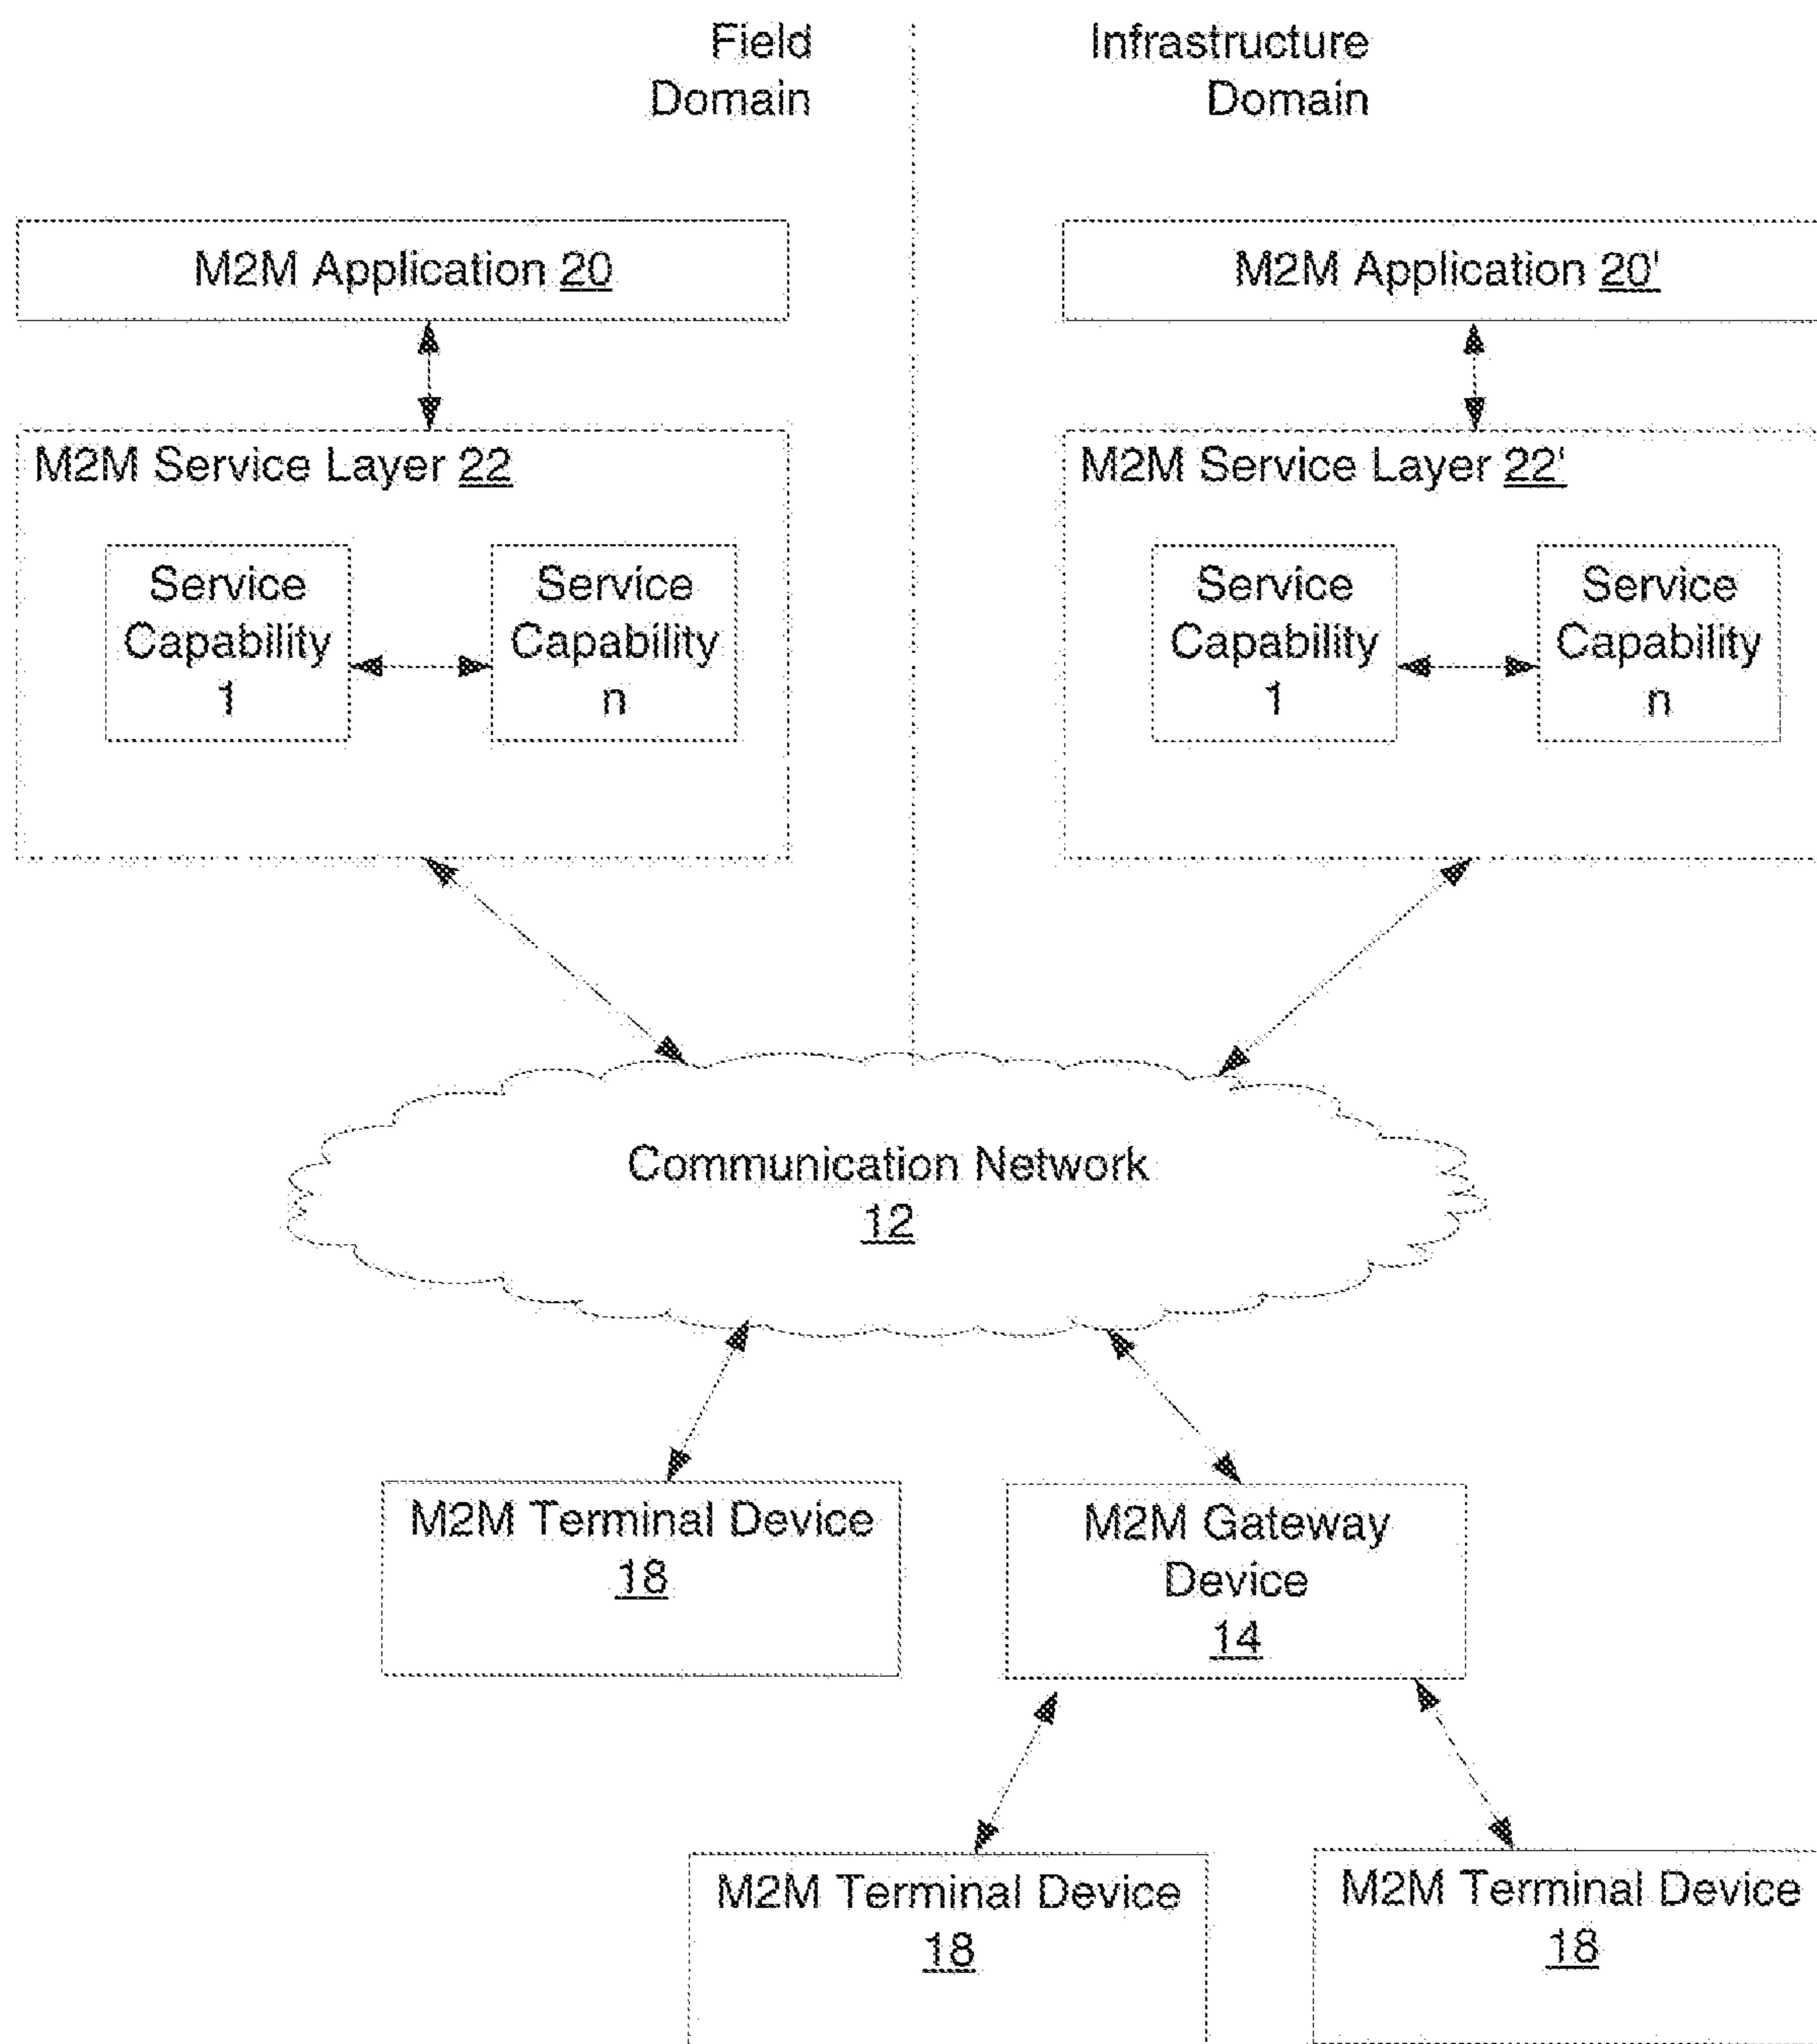 Field
Domain
Infrastructure
Domain
M2M Application 20
M2M Application 20'
M2M Service Layer 22
Service
Capability
1
Service
Capability
n
M2M Service Layer 22'
Service
Capability
1
Service
Capability
n
Communication Network
12
M2M Terminal Device
18
M2M Gateway
Device
14
M2M Terminal Device
18
M2M Terminal Device
18